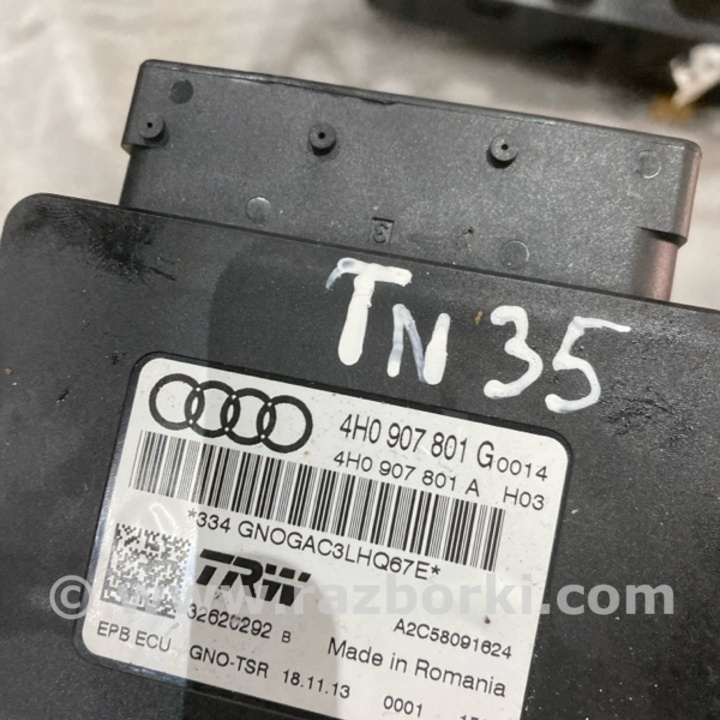 3
TN 35
4H0 907 801 G 0014
4H0 907 801 A H03
*334 GNOGAC3LHQ67E*
TRW
© www.razborki.com
32620292 B A2C58091624
EPB ECU Made in Romania
GNO-TSR 18.11.13 0001